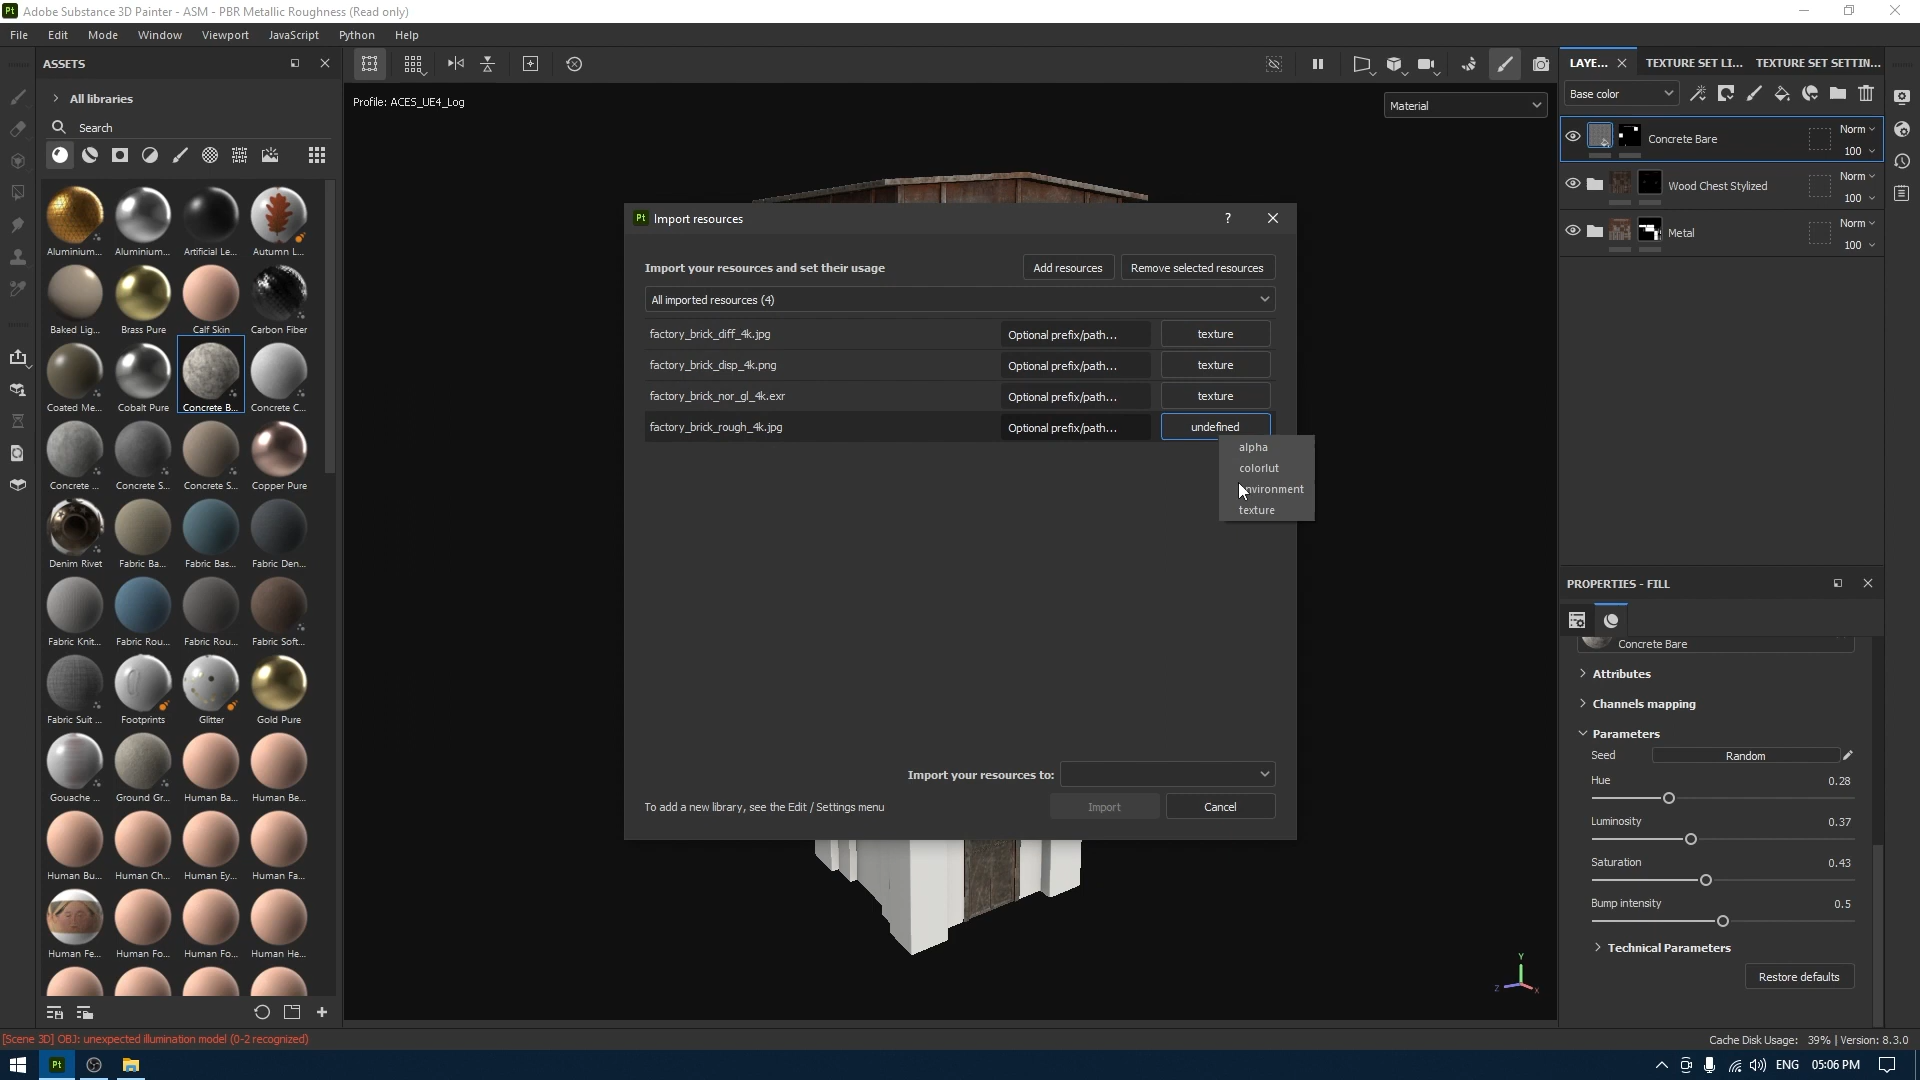 Pt Adobe Substance 3D Painter - ASM - PBR Metallic Roughness (Read only)
File Edit Mode Window Viewport JavaScript Python Help
ASSETS
All libraries
Search
Aluminium... Aluminium... Artificial Le... Autumn L...
Baked Lig... Brass Pure Calf Skin Carbon Fiber
Coated Me... Cobalt Pure Concrete B... Concrete C...
Concrete ... Concrete S... Concrete S... Copper Pure
Denim Rivet Fabric Ba... Fabric Bas... Fabric Den...
Fabric Knit... Fabric Rou... Fabric Rou... Fabric Soft...
Fabric Suit ... Footprints Glitter Gold Pure
Gouache ... Ground Gr... Human Ba... Human Be...
Human Bu... Human Ch... Human Ey... Human Fa...
Human Fe... Human Fo... Human Fo... Human He...
Profile: ACES_UE4_Log
Material
Pt Import resources ?
Import your resources and set their usage
Add resources
Remove selected resources
All imported resources (4)
factory_brick_diff_4k.jpg Optional prefix/path... texture
factory_brick_disp_4k.png Optional prefix/path... texture
factory_brick_nor_gl_4k.exr Optional prefix/path... texture
factory_brick_rough_4k.jpg Optional prefix/path... undefined
alpha
colorlut
nvironment
texture
Import your resources to:
To add a new library, see the Edit / Settings menu
Import
Cancel
Y
Z
X
LAYE... TEXTURE SET LI... TEXTURE SET SETTIN...
Base color
Concrete Bare Norm
100
Wood Chest Stylized Norm
100
Metal Norm
100
PROPERTIES - FILL
Concrete Bare
Attributes
Channels mapping
Parameters
Seed Random
Hue 0.28
Luminosity 0.37
Saturation 0.43
Bump intensity 0.5
Technical Parameters
Restore defaults
[Scene 3D] OBJ: unexpected illumination model (0-2 recognized)
Cache Disk Usage: 39% | Version: 8.3.0
Pt
ENG 05:06 PM